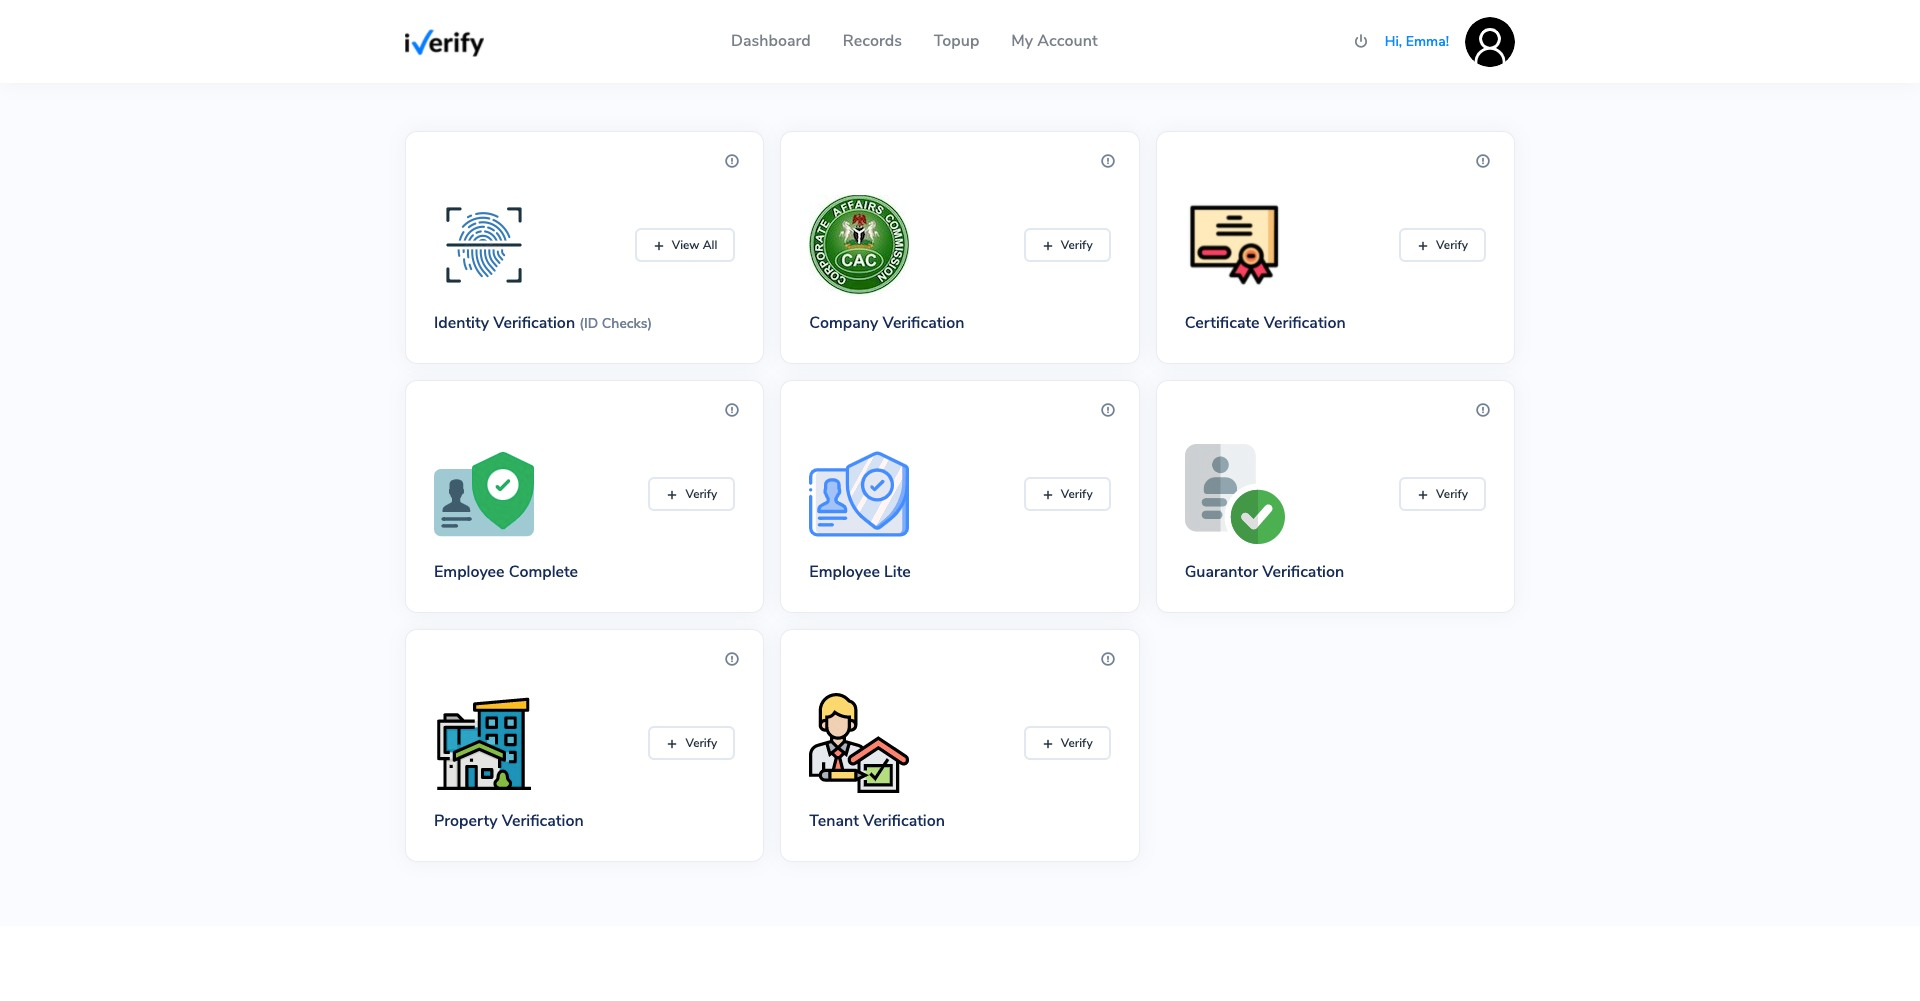 iverify
Dashboard
Records
Topup
My Account
Hi, Emma!
+ View All
Identity Verification (ID Checks)
CORPORATE AFFAIRS COMMISSION
CAC
+ Verify
Company Verification
+ Verify
Certificate Verification
+ Verify
Employee Complete
+ Verify
Employee Lite
+ Verify
Guarantor Verification
+ Verify
Property Verification
+ Verify
Tenant Verification